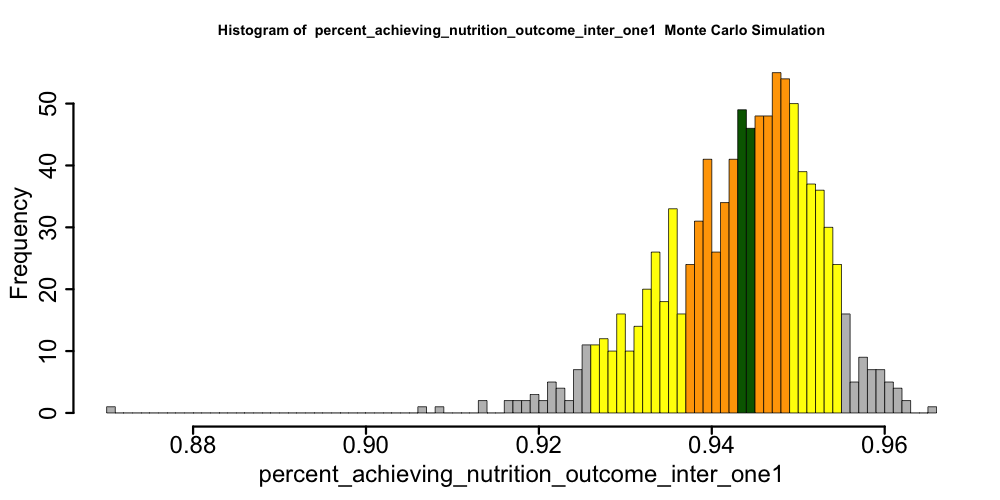 Histogram of percent_achieving_nutrition_outcome_inter_one1 Monte Carlo Simulation
Frequency
50
40
30
20
10
0
0.88 0.90 0.92 0.94 0.96
percent_achieving_nutrition_outcome_inter_one1